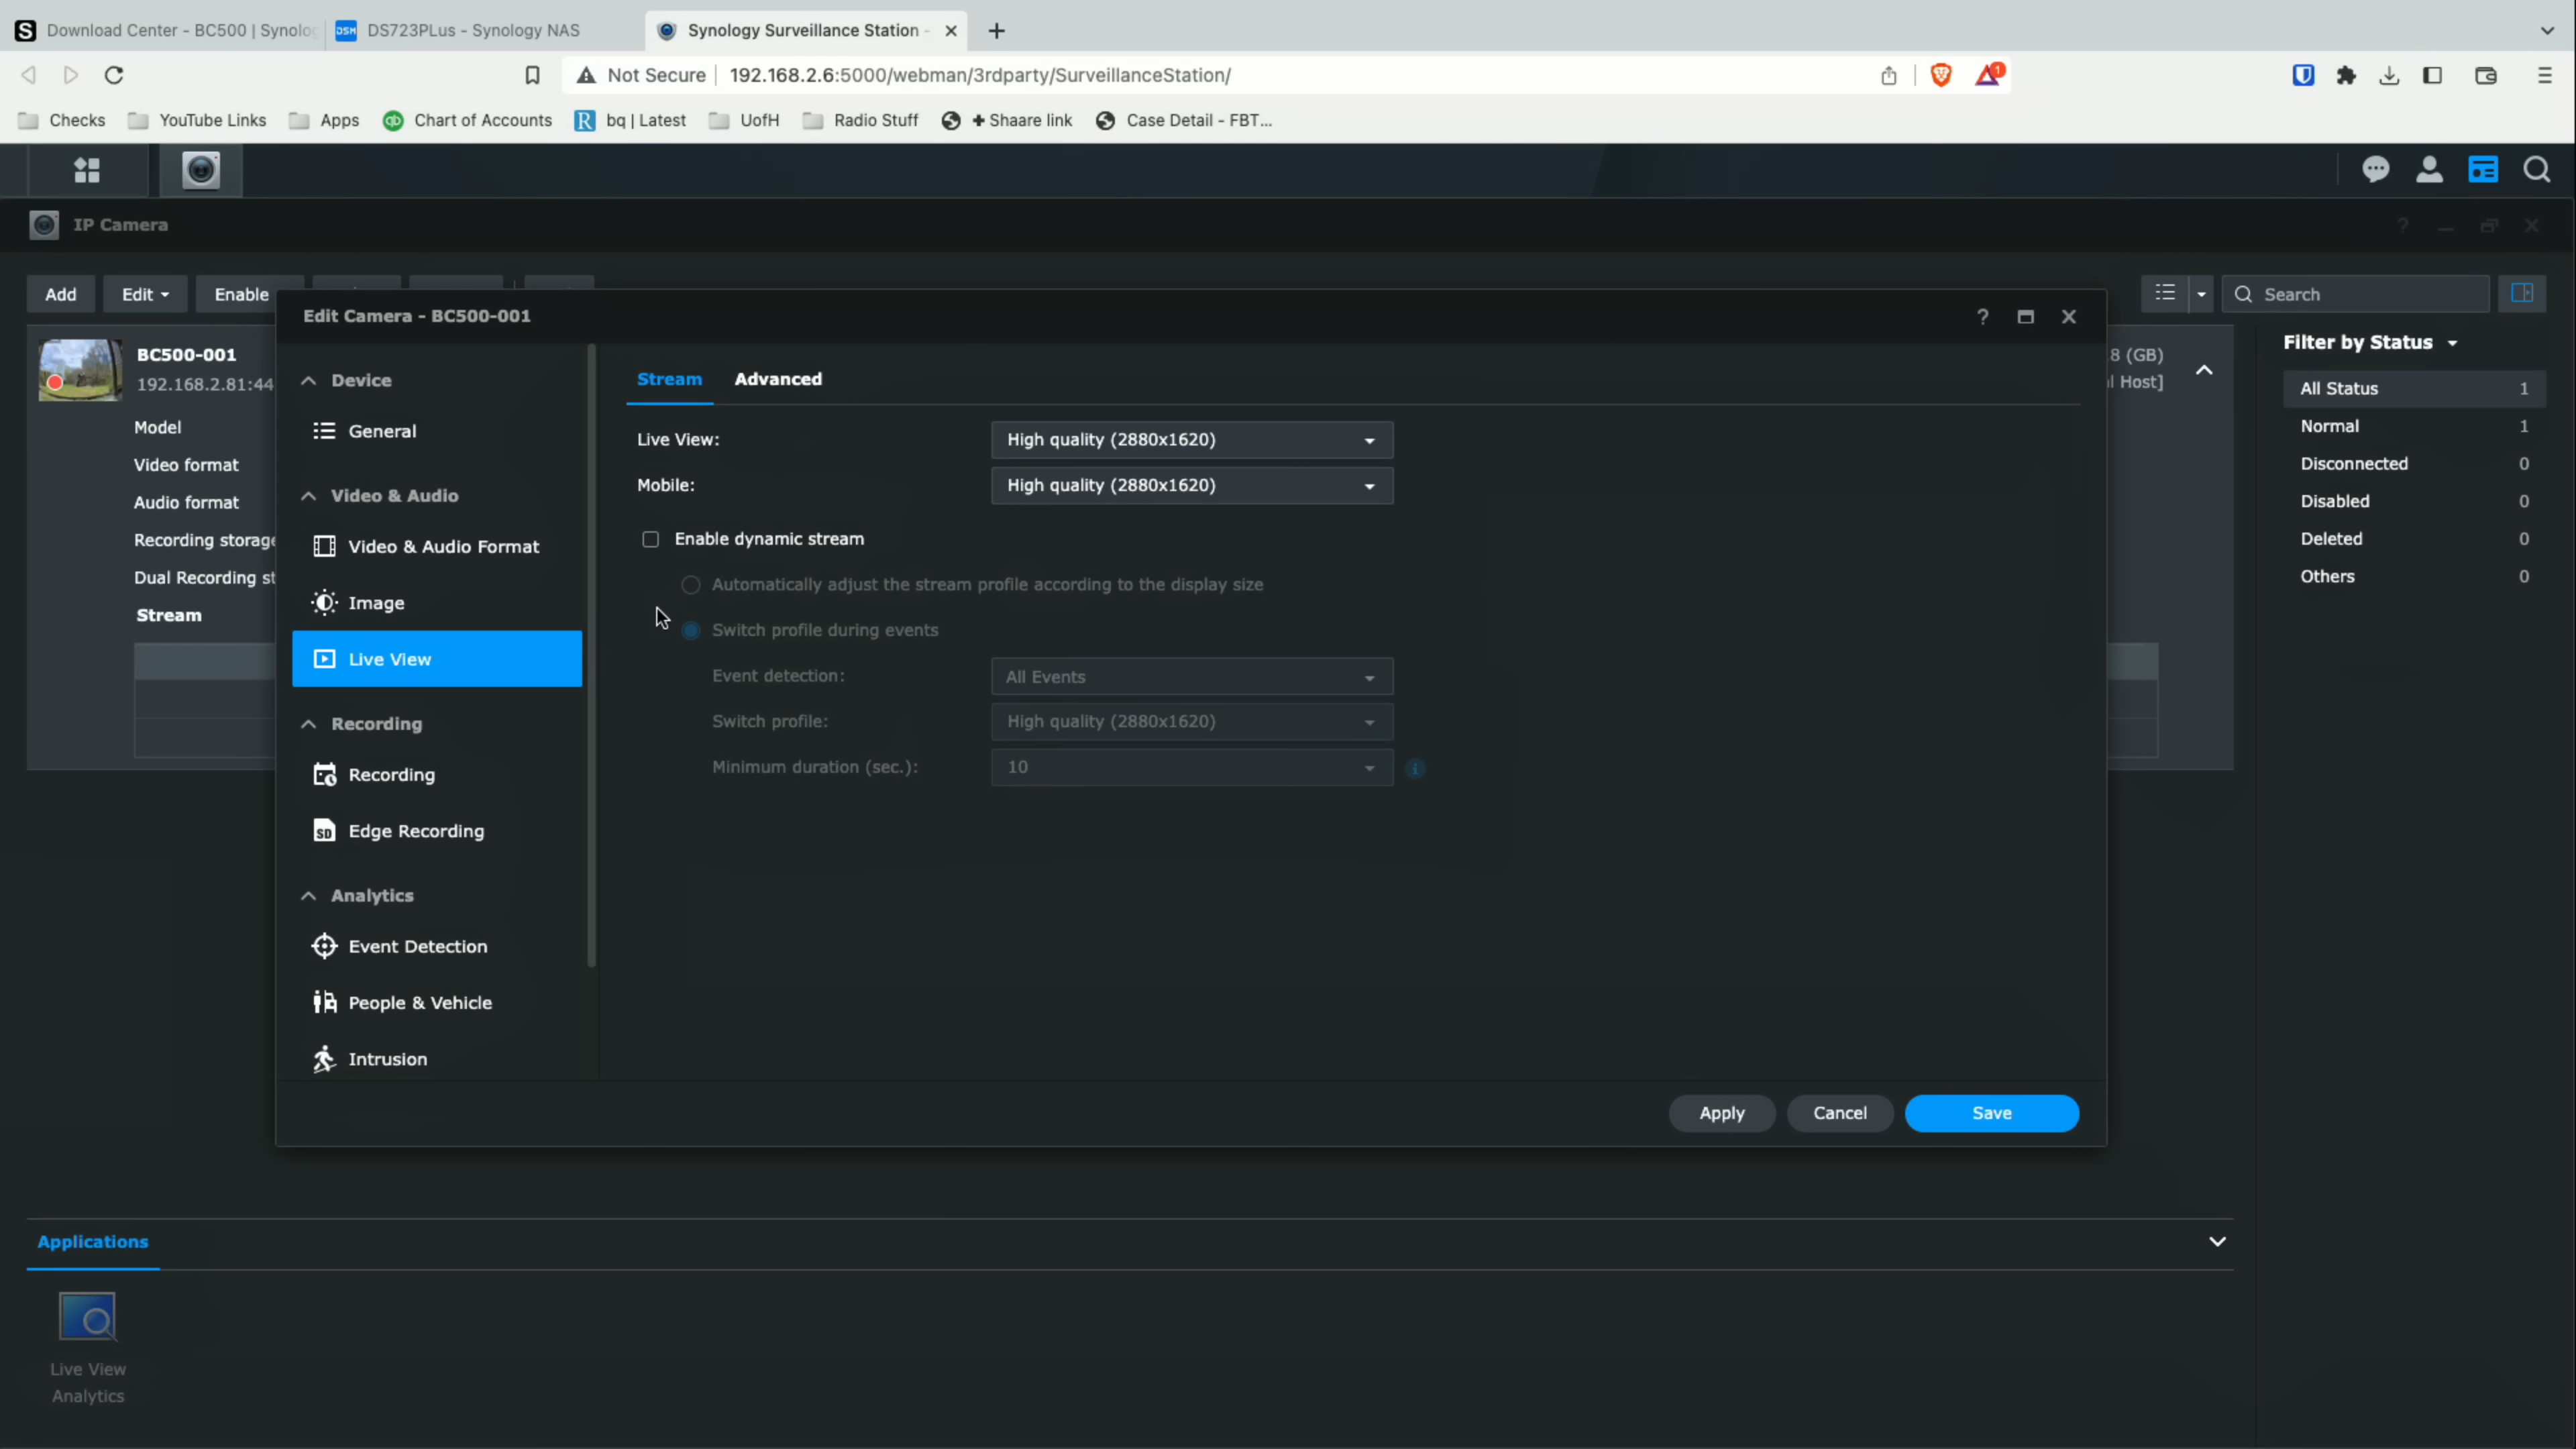 Download Center - BC500 | Synolog
DS723PLus - Synology NAS
Synology Surveillance Station -
Not Secure
192.168.2.6:5000/webman/3rdparty/SurveillanceStation/
1
Checks
YouTube Links
Apps
Chart of Accounts
bq | Latest
UofH
Radio Stuff
+ Shaare link
Case Detail - FBT...
IP Camera
Add
Edit
Enable
Search
Edit Camera - BC500-001
BC500-001
192.168.2.81:44
Model
Video format
Audio format
Recording storage
Dual Recording st
Stream
Device
General
Video & Audio
Video & Audio Format
Image
Live View
Recording
Recording
Edge Recording
Analytics
Event Detection
People & Vehicle
Intrusion
Stream
Advanced
Live View:
High quality (2880x1620)
Mobile:
High quality (2880x1620)
Enable dynamic stream
Automatically adjust the stream profile according to the display size
Switch profile during events
Event detection:
All Events
Switch profile:
High quality (2880x1620)
Minimum duration (sec.):
10
Apply
Cancel
Save
8 (GB)
l Host]
Filter by Status
All Status 1
Normal 1
Disconnected 0
Disabled 0
Deleted 0
Others 0
Applications
Live View
Analytics